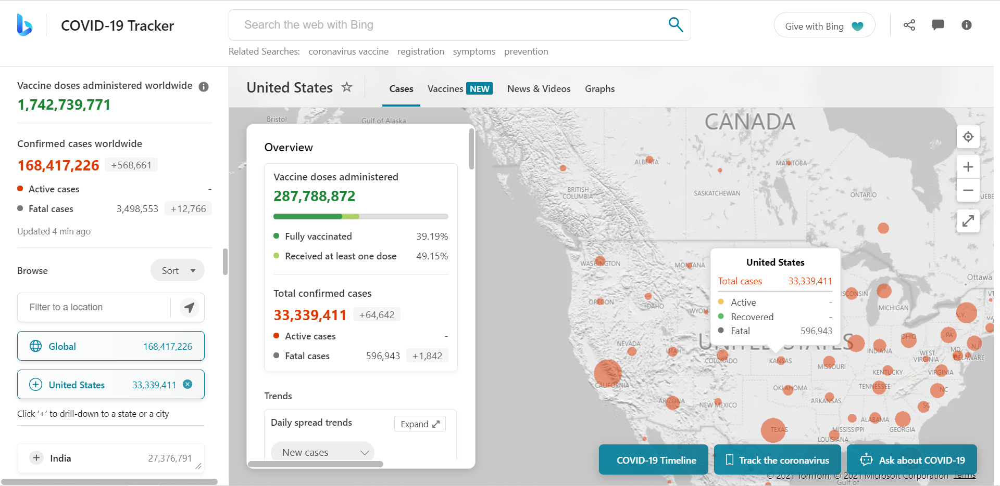 COVID-19 Tracker
Search the web with Bing
Give with Bing
Related Searches: coronavirus vaccine registration symptoms prevention
Vaccine doses administered worldwide
1,742,739,771
Confirmed cases worldwide
168,417,226 +568,661
Active cases -
Fatal cases 3,498,553 +12,766
Updated 4 min ago
Browse Sort
Filter to a location
Global 168,417,226
United States 33,339,411
Click '+' to drill-down to a state or a city
India 27,376,791
United States Cases Vaccines NEW News & Videos Graphs
Overview
Vaccine doses administered
287,788,872
Fully vaccinated 39.19%
Received at least one dose 49.15%
Total confirmed cases
33,339,411 +64,642
Active cases -
Fatal cases 596,943 +1,842
Trends
Daily spread trends Expand
New cases
Bristol
Gulf of Alaska
CANADA
ALBERTA
MANITOBA
BRITISH
COLUMBIA
SASKATCHEWAN
ONTARIO
QUEBE
WASHINGTON
MONTANA
Ottawa
United States
Total cases 33,339,411
Active -
Recovered -
Fatal 596,943
SCONSIN
VT
OREGON
IDAHO
WYOM
MICHIGAN
N.Y.
MA
UNITED STATES
NEVADA
UTAH
COLORADO
KANSAS
MISSOURI
INDIANA
OHIO
PA
N.J.
WEST
VIRGINIA
MD
DELAWARE
CALIFORNIA
KENTUCKY
VIRGINIA
OKLAHOMA
TENNESSEE
NC
ARIZONA
NEW MEXICO
ARKANSAS
SC
TEXAS
MISSISSIPPI
ALABAMA
GEORGIA
LOUISIANA
COVID-19 Timeline
Track the coronavirus
Ask about COVID-19
© 2021 TomTom, © 2021 Microsoft Corporation Terms
Gulf of